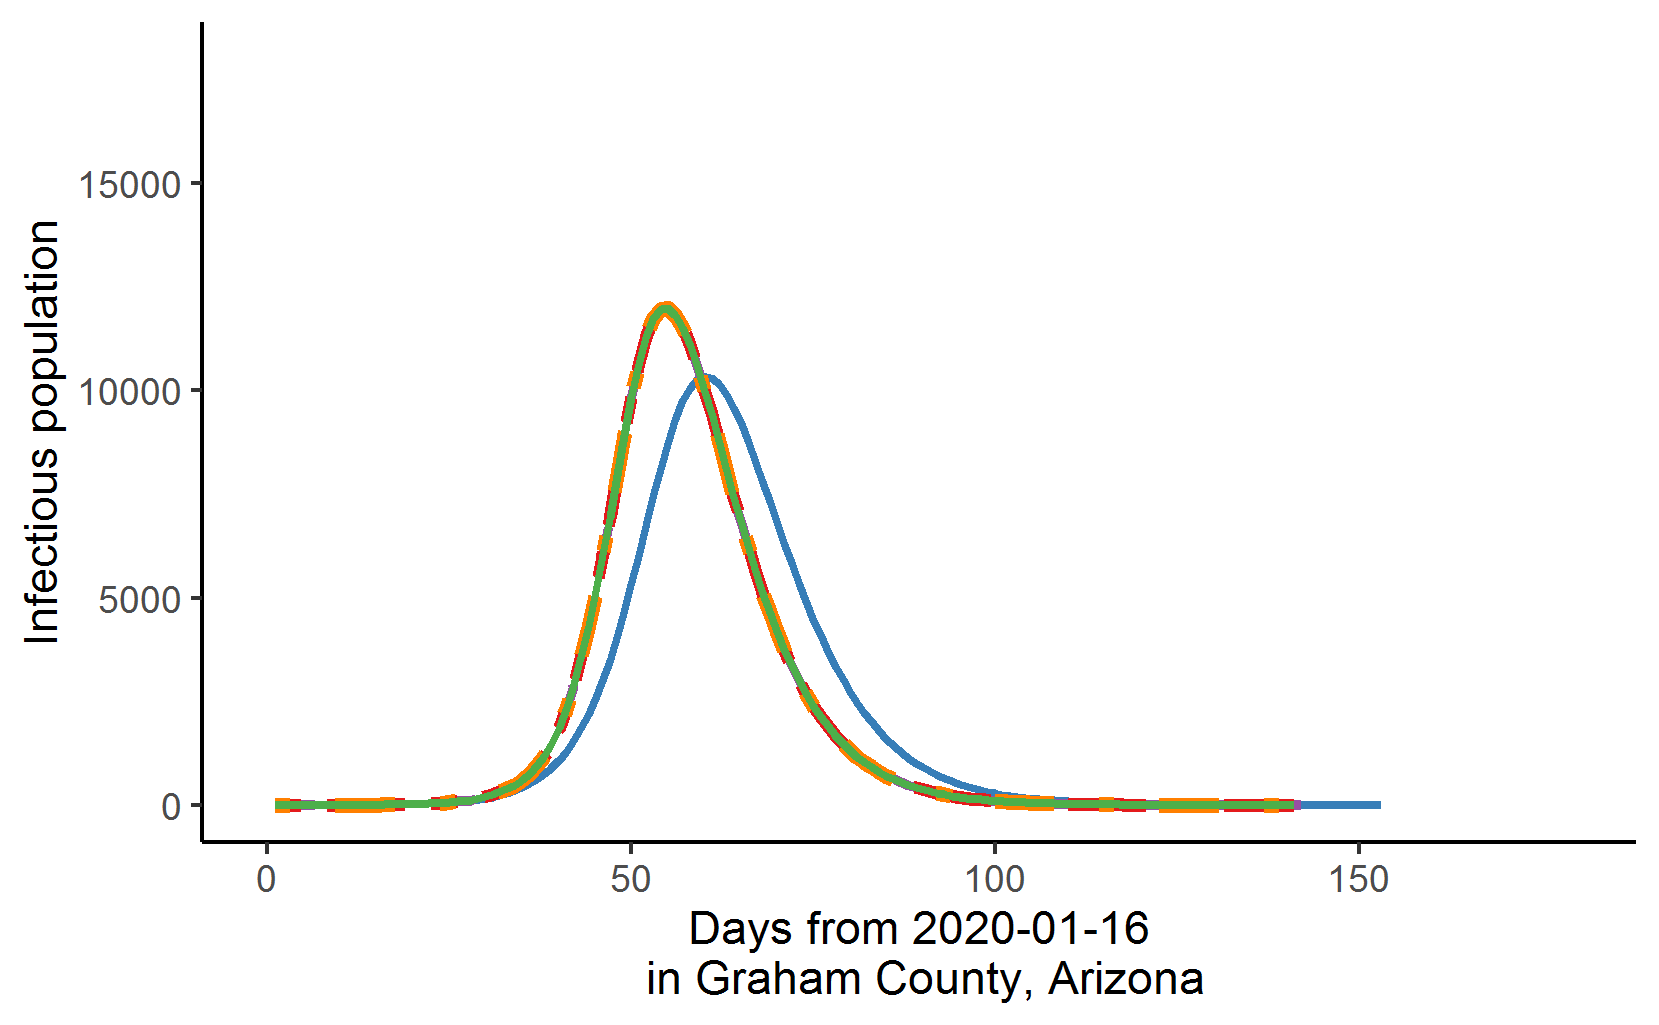 Infectious population
15000
10000
5000
0
0 50 100 150
Days from 2020-01-16
in Graham County, Arizona